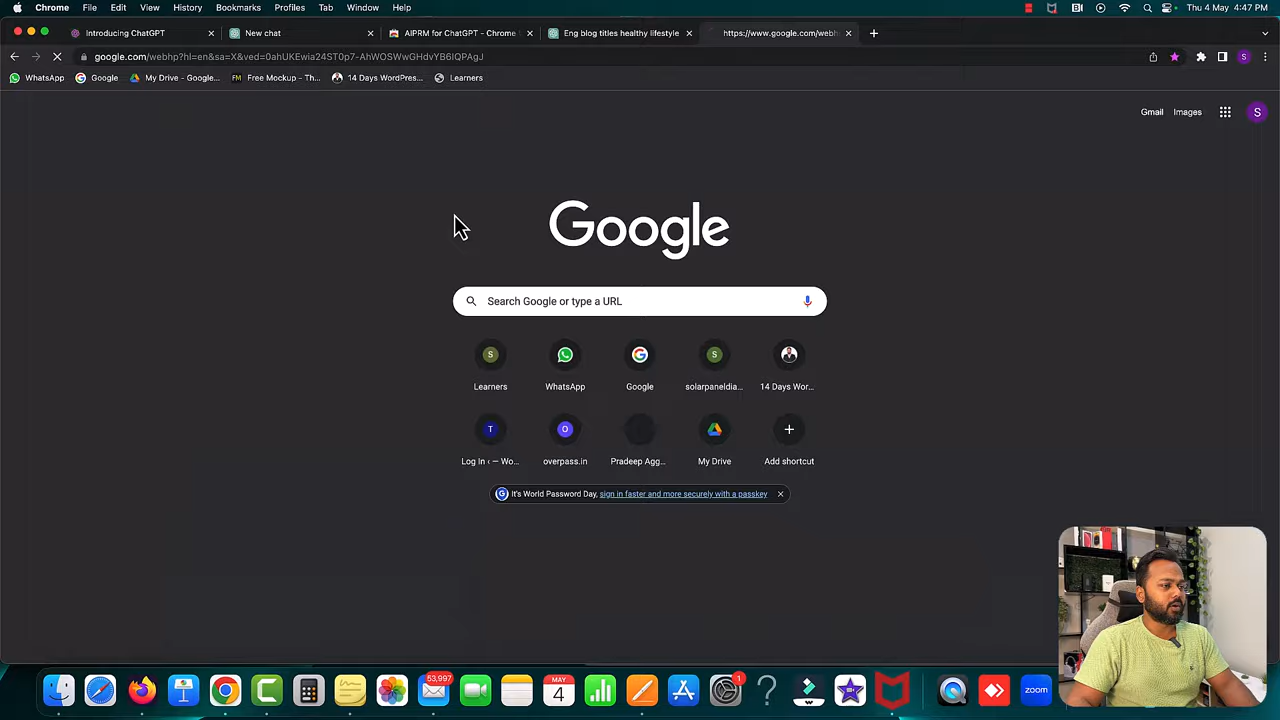 Chrome File Edit View History Bookmarks Profiles Tab Window Help Thu 4 May 4:47 PM
Introducing ChatGPT New chat AIPRM for ChatGPT - Chrome Eng blog titles healthy lifestyle https://www.google.com/webh
google.com/webhp?hl=en&sa=X&ved=0ahUKEwia24ST0p7-AhWOSWwGHdvYB6IQPAgJ
WhatsApp Google My Drive - Google... Free Mockup - Th... 14 Days WordPres... Learners
Gmail Images S
Google
Search Google or type a URL
S
Learners WhatsApp Google solarpaneldia... 14 Days Wor...
T O
Log In ‹ — Wo... overpass.in Pradeep Agg... My Drive Add shortcut
It's World Password Day, sign in faster and more securely with a passkey
53,997
MAY
4
1
zoom